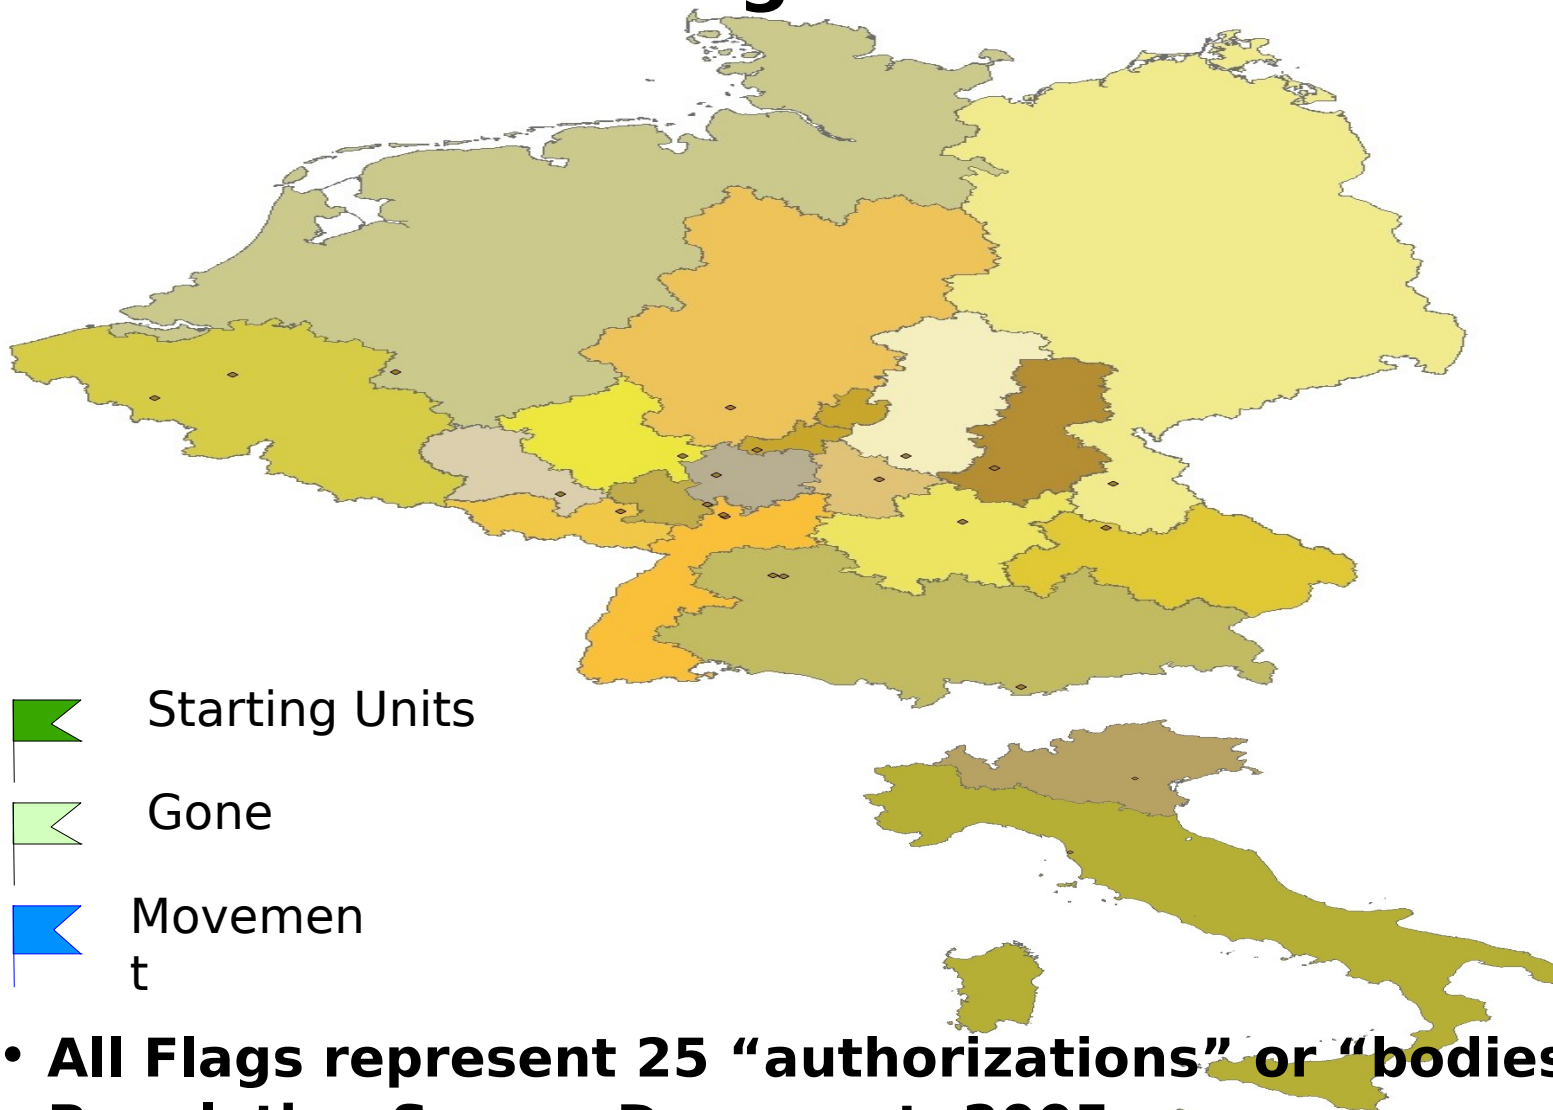 Starting Units
Gone
Movemen
t
• All Flags represent 25 “authorizations” or “bodies